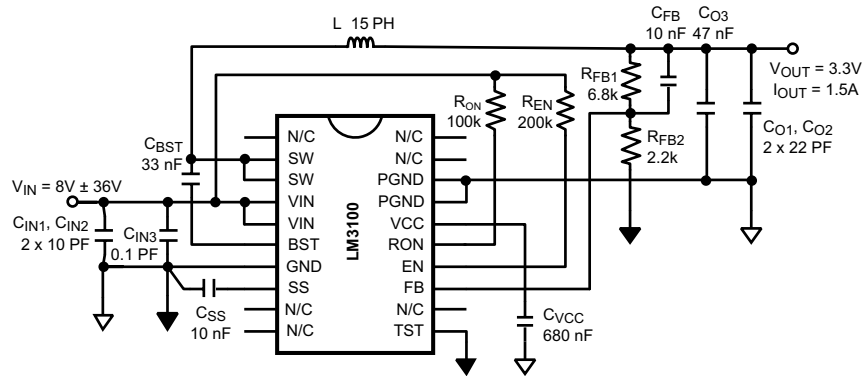 L 15 PH
CFB
10 nF
CO3
47 nF
VOUT = 3.3V
IOUT = 1.5A
RFB1
6.8k
RON
100k
REN
200k
CBST
33 nF
RFB2
2.2k
CO1, CO2
2 x 22 PF
VIN = 8V ± 36V
CIN1, CIN2
2 x 10 PF
CIN3
0.1 PF
CSS
10 nF
N/C
SW
SW
VIN
VIN
BST
GND
SS
N/C
N/C
LM3100
N/C
N/C
PGND
PGND
VCC
RON
EN
FB
N/C
TST
CVCC
680 nF